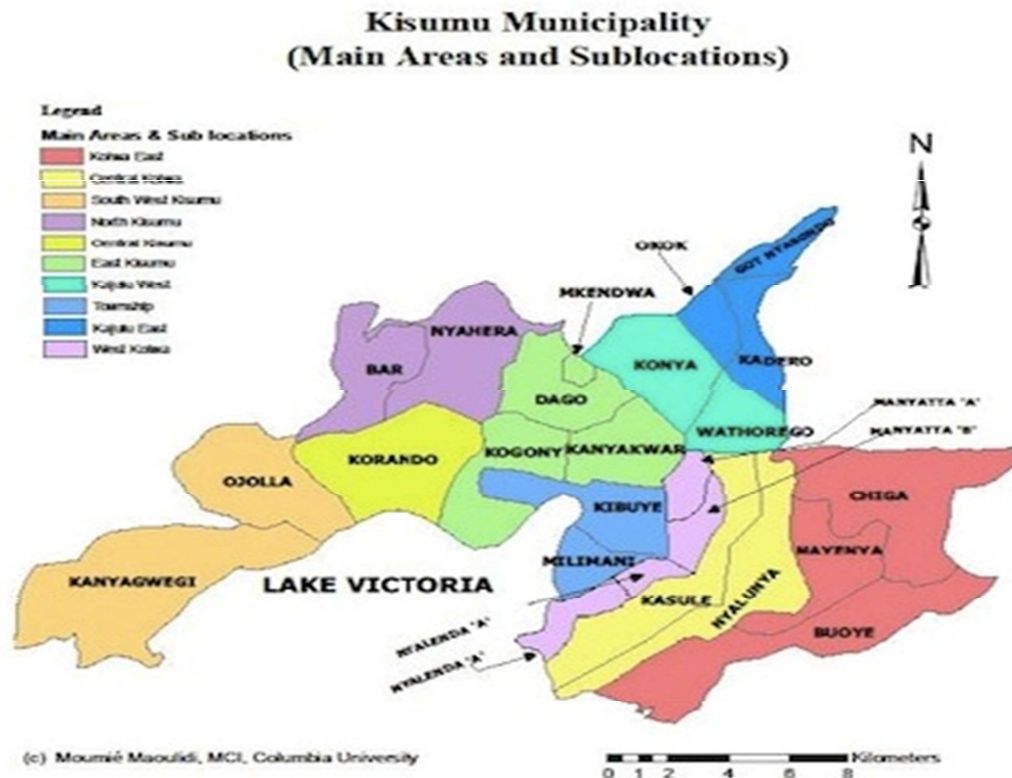 Kisumu Municipality
(Main Areas and Sublocations)
Legend
Main Areas & Sub locations
Kolwa East
Central Kolwa
South West Kisumu
North Kisumu
Central Kisumu
East Kisumu
Kajulu West
Township
Kajulu East
West Kolwa
N
GOT NYABONDO
OKOK
MKENDWA
NYAHERA
BAR
KONYA
KADERO
DAGO
MANYATTA 'A'
MANYATTA 'B'
WATHOREGO
KORANDO
KOGONY
KANYAKWAR
OJOLLA
CHIGA
KIBUYE
MAYENYA
MILIMANI
KANYAGWEGI
LAKE VICTORIA
KASULE
NYALUNYA
BUOYE
NYALENDA 'A'
NYALENDA 'A'
(c) Moumié Maoulidi, MCI, Columbia University
Kilometers
0 1 2 4 6 8